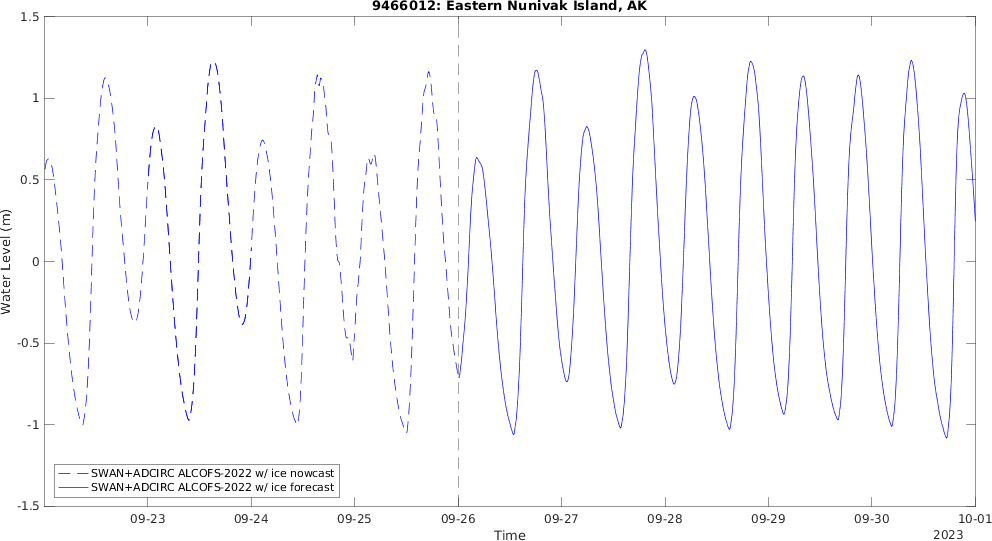 9466012: Eastern Nunivak Island, AK
1.5
1
0.5
0
-0.5
-1
-1.5
Water Level (m)
SWAN+ADCIRC ALCOFS-2022 w/ ice nowcast
SWAN+ADCIRC ALCOFS-2022 w/ ice forecast
09-23 09-24 09-25 09-26 09-27 09-28 09-29 09-30 10-01
Time
2023